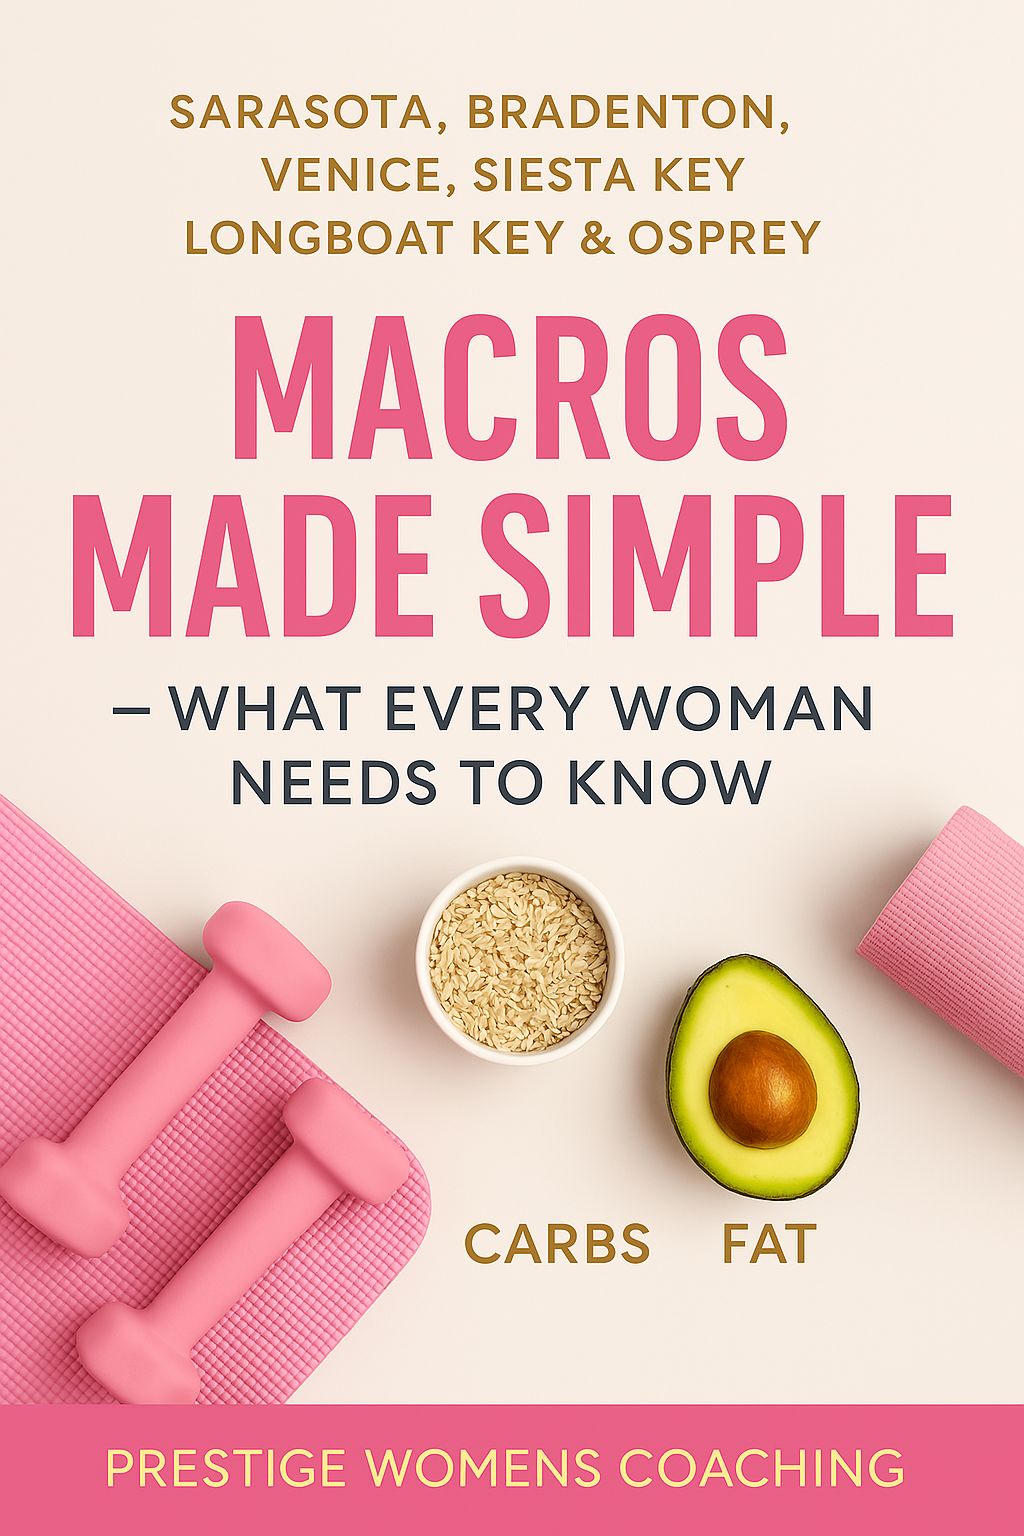 SARASOTA, BRADENTON,
VENICE, SIESTA KEY
LONGBOAT KEY & OSPREY
MACROS
MADE SIMPLE
– WHAT EVERY WOMAN
NEEDS TO KNOW
CARBS FAT
PRESTIGE WOMENS COACHING